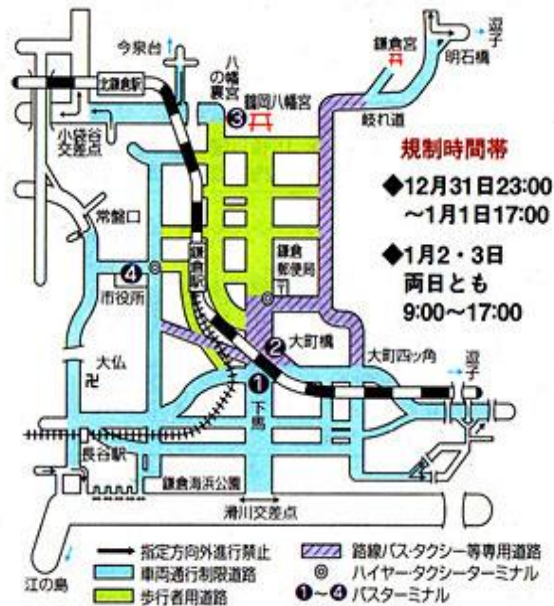 今泉台
八の
幡裏
宮
❸
鶴岡八幡宮
鎌倉宮
明石橋
逗子
北鎌倉駅
小袋谷
交差点
岐れ道
規制時間帯
◆12月31日23:00
～1月1日17:00
◆1月2・3日
両日とも
9:00～17:00
常盤口
❹
市役所
鎌倉駅
鎌倉
郵便局
〒
大仏
卍
❷
大町橋
大町四ツ角
逗子
❶
下馬
長谷駅
鎌倉海浜公園
滑川交差点
江の島
指定方向外進行禁止
車両通行制限道路
歩行者用道路
路線バス・タクシー等専用道路
◎ ハイヤー・タクシーターミナル
❶～❹ バスターミナル